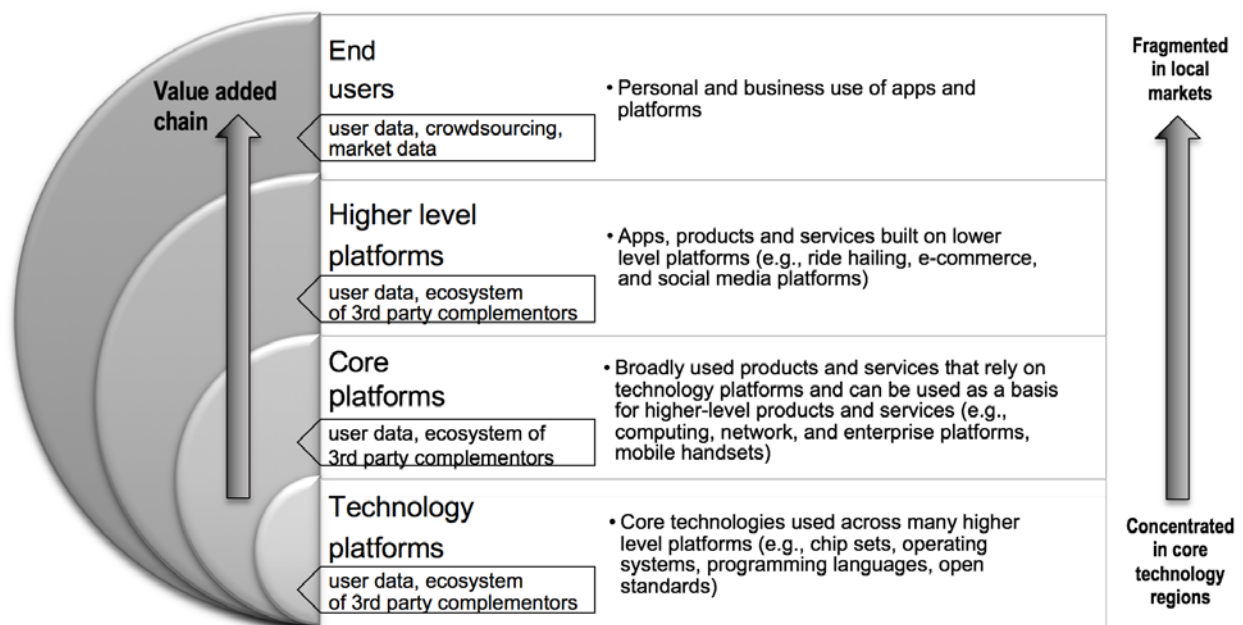 Value added
chain
End
users
user data, crowdsourcing,
market data
• Personal and business use of apps and
platforms
Higher level
platforms
user data, ecosystem
of 3rd party complementors
• Apps, products and services built on lower
level platforms (e.g., ride hailing, e-commerce,
and social media platforms)
Core
platforms
user data, ecosystem of
3rd party complementors
• Broadly used products and services that rely on
technology platforms and can be used as a basis
for higher-level products and services (e.g.,
computing, network, and enterprise platforms,
mobile handsets)
Technology
platforms
user data, ecosystem
of 3rd party complementors
• Core technologies used across many higher
level platforms (e.g., chip sets, operating
systems, programming languages, open
standards)
Fragmented
in local
markets
Concentrated
in core
technology
regions